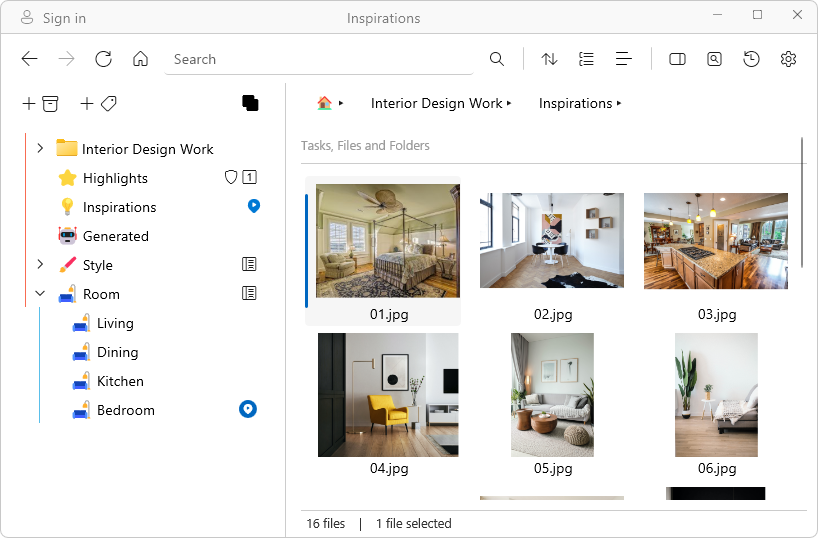 Sign in
Inspirations
Search
Interior Design Work
Inspirations
Tasks, Files and Folders
Interior Design Work
Highlights
1
Inspirations
Generated
Style
Room
Living
Dining
Kitchen
Bedroom
01.jpg
02.jpg
03.jpg
04.jpg
05.jpg
06.jpg
16 files | 1 file selected